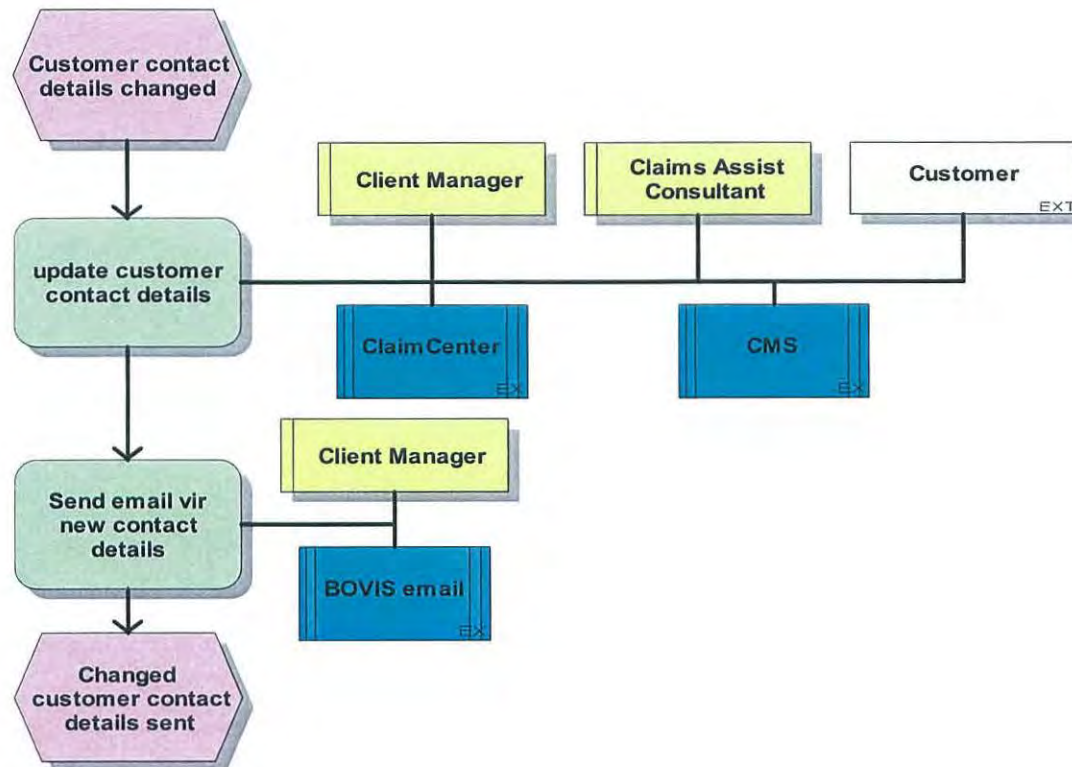 Customer contact
details changed
Client Manager
Claims Assist
Consultant
Customer
EXT
update customer
contact details
ClaimCenter
EX
CMS
EX
Client Manager
Send email vir
new contact
details
BOVIS email
EX
Changed
customer contact
details sent